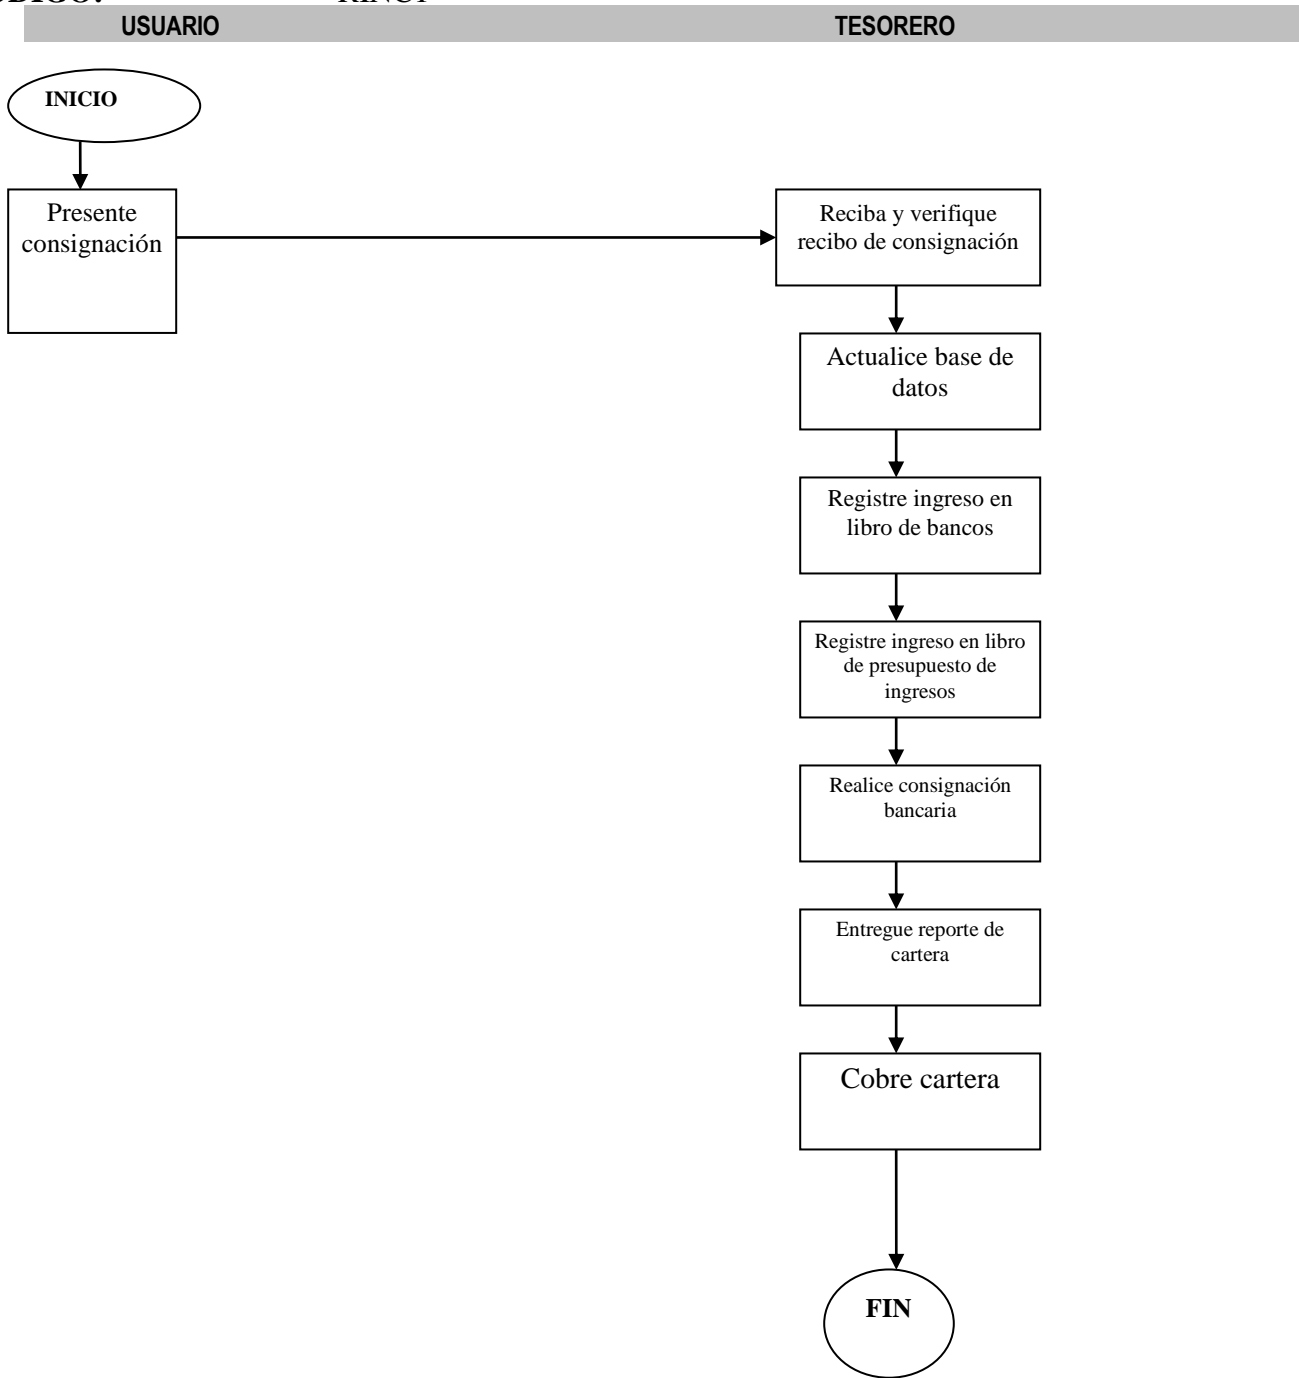 USUARIO TESORERO
INICIO
Presente
consignación
Reciba y verifique
recibo de consignación
Actualice base de
datos
Registre ingreso en
libro de bancos
Registre ingreso en libro
de presupuesto de
ingresos
Realice consignación
bancaria
Entregue reporte de
cartera
Cobre cartera
FIN